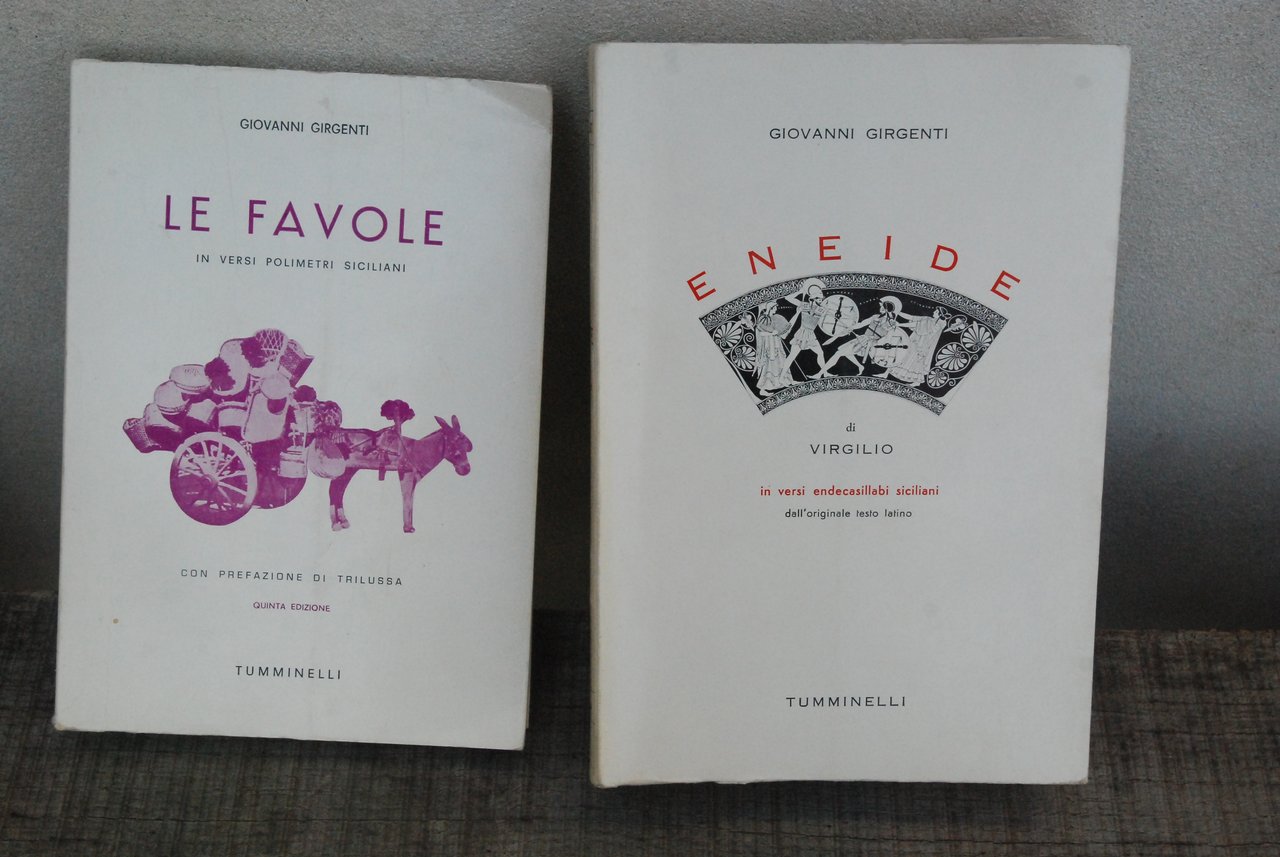 GIOVANNI GIRGENTI
LE FAVOLE
IN VERSI POLIMETRI SICILIANI
CON PREFAZIONE DI TRILUSSA
QUINTA EDIZIONE
TUMMINELLI
GIOVANNI GIRGENTI
ENEIDE
di
VIRGILIO
in versi endecasillabi siciliani
dall'originale testo latino
TUMMINELLI